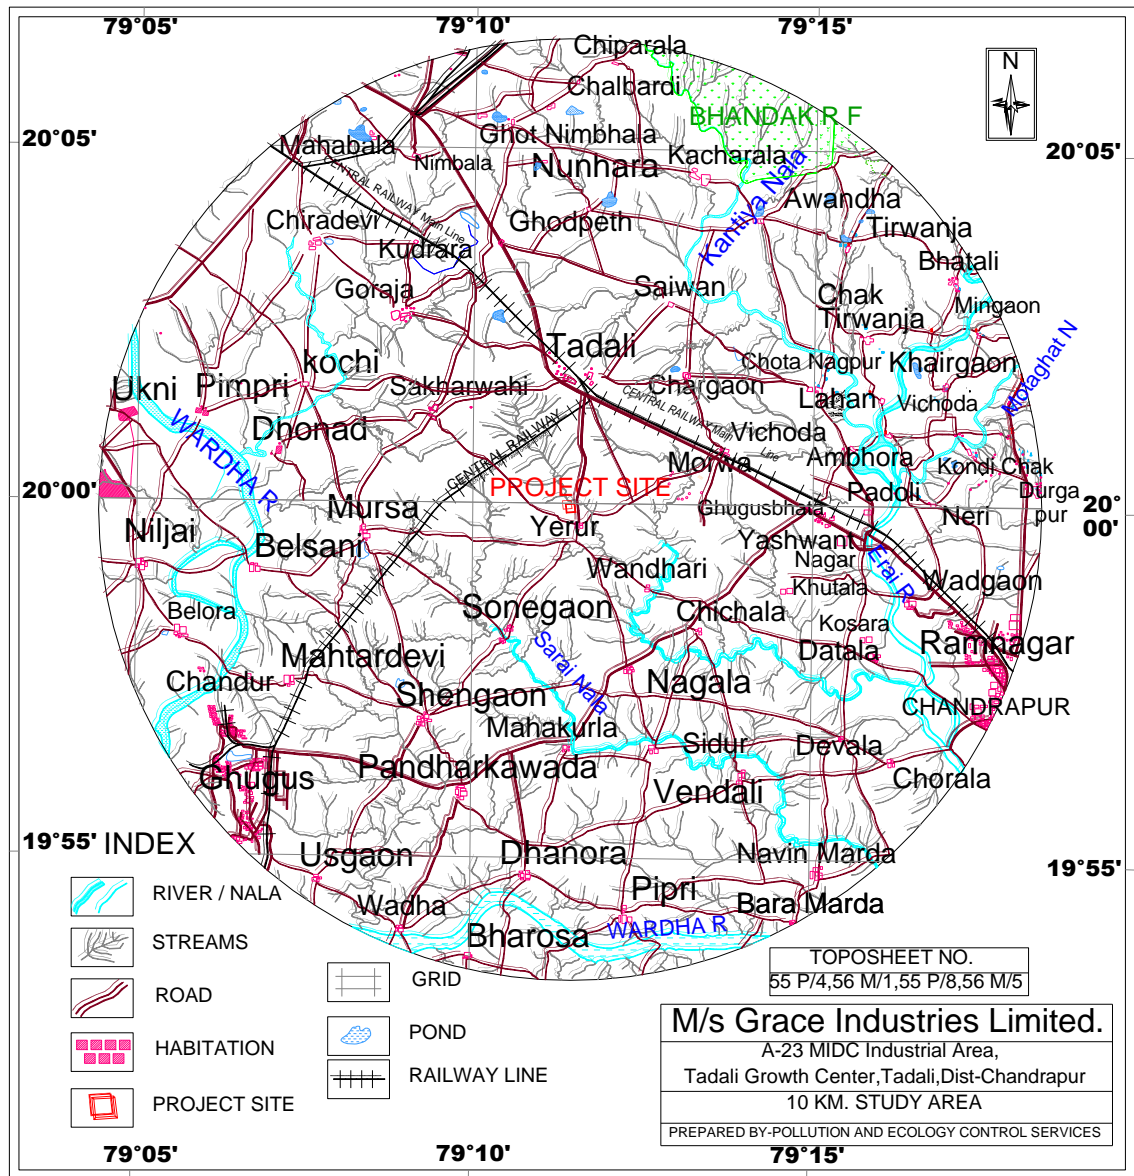 79°05'
79°10'
79°15'
N
Chiparala
Chalbardi
BHANDAK R F
20°05'
Mahabala
Ghot Nimbhala
Nimbala
Nunhara
Kacharala
20°05'
CENTRAL RAILWAY Main Line
Kantiya Nala
Awandha
Chiradevi
Ghodpeth
Tirwanja
Kudrara
Bhatali
Goraja
Saiwan
Chak
Tirwanja
Mingaon
Tadali
kochi
Chota Nagpur
Khairgaon
Motaghat N
Ukni
Pimpri
Sakharwahi
Chargaon
Lahan
Vichoda
CENTRAL RAILWAY Main
Line
WARDHA R
Dhonad
Vichoda
CENTRAL RAILWAY
Morwa
Ambhora
Kondi Chak
PROJECT SITE
Padoli
Durga
pur
20°00'
Mursa
Ghugusbhata
Neri
20°
00'
Niljai
Yerur
Belsani
Yashwant
Nagar
Erai R
Wandhari
Wadgaon
Khutala
Belora
Sonegaon
Chichala
Kosara
Sarai Nala
Mahtardevi
Datala
Ramnagar
Chandur
Shengaon
Nagala
CHANDRAPUR
Mahakurla
Sidur
Devala
Ghugus
Pandharkawada
Vendali
Chorala
19°55'
INDEX
Usgaon
Dhanora
Navin Marda
19°55'
RIVER / NALA
Wadha
Pipri
Bara Marda
Bharosa
WARDHA R
STREAMS
ROAD
HABITATION
PROJECT SITE
GRID
POND
RAILWAY LINE
TOPOSHEET NO.
55 P/4,56 M/1,55 P/8,56 M/5
M/s Grace Industries Limited.
A-23 MIDC Industrial Area,
Tadali Growth Center,Tadali,Dist-Chandrapur
10 KM. STUDY AREA
PREPARED BY-POLLUTION AND ECOLOGY CONTROL SERVICES
79°05'
79°10'
79°15'